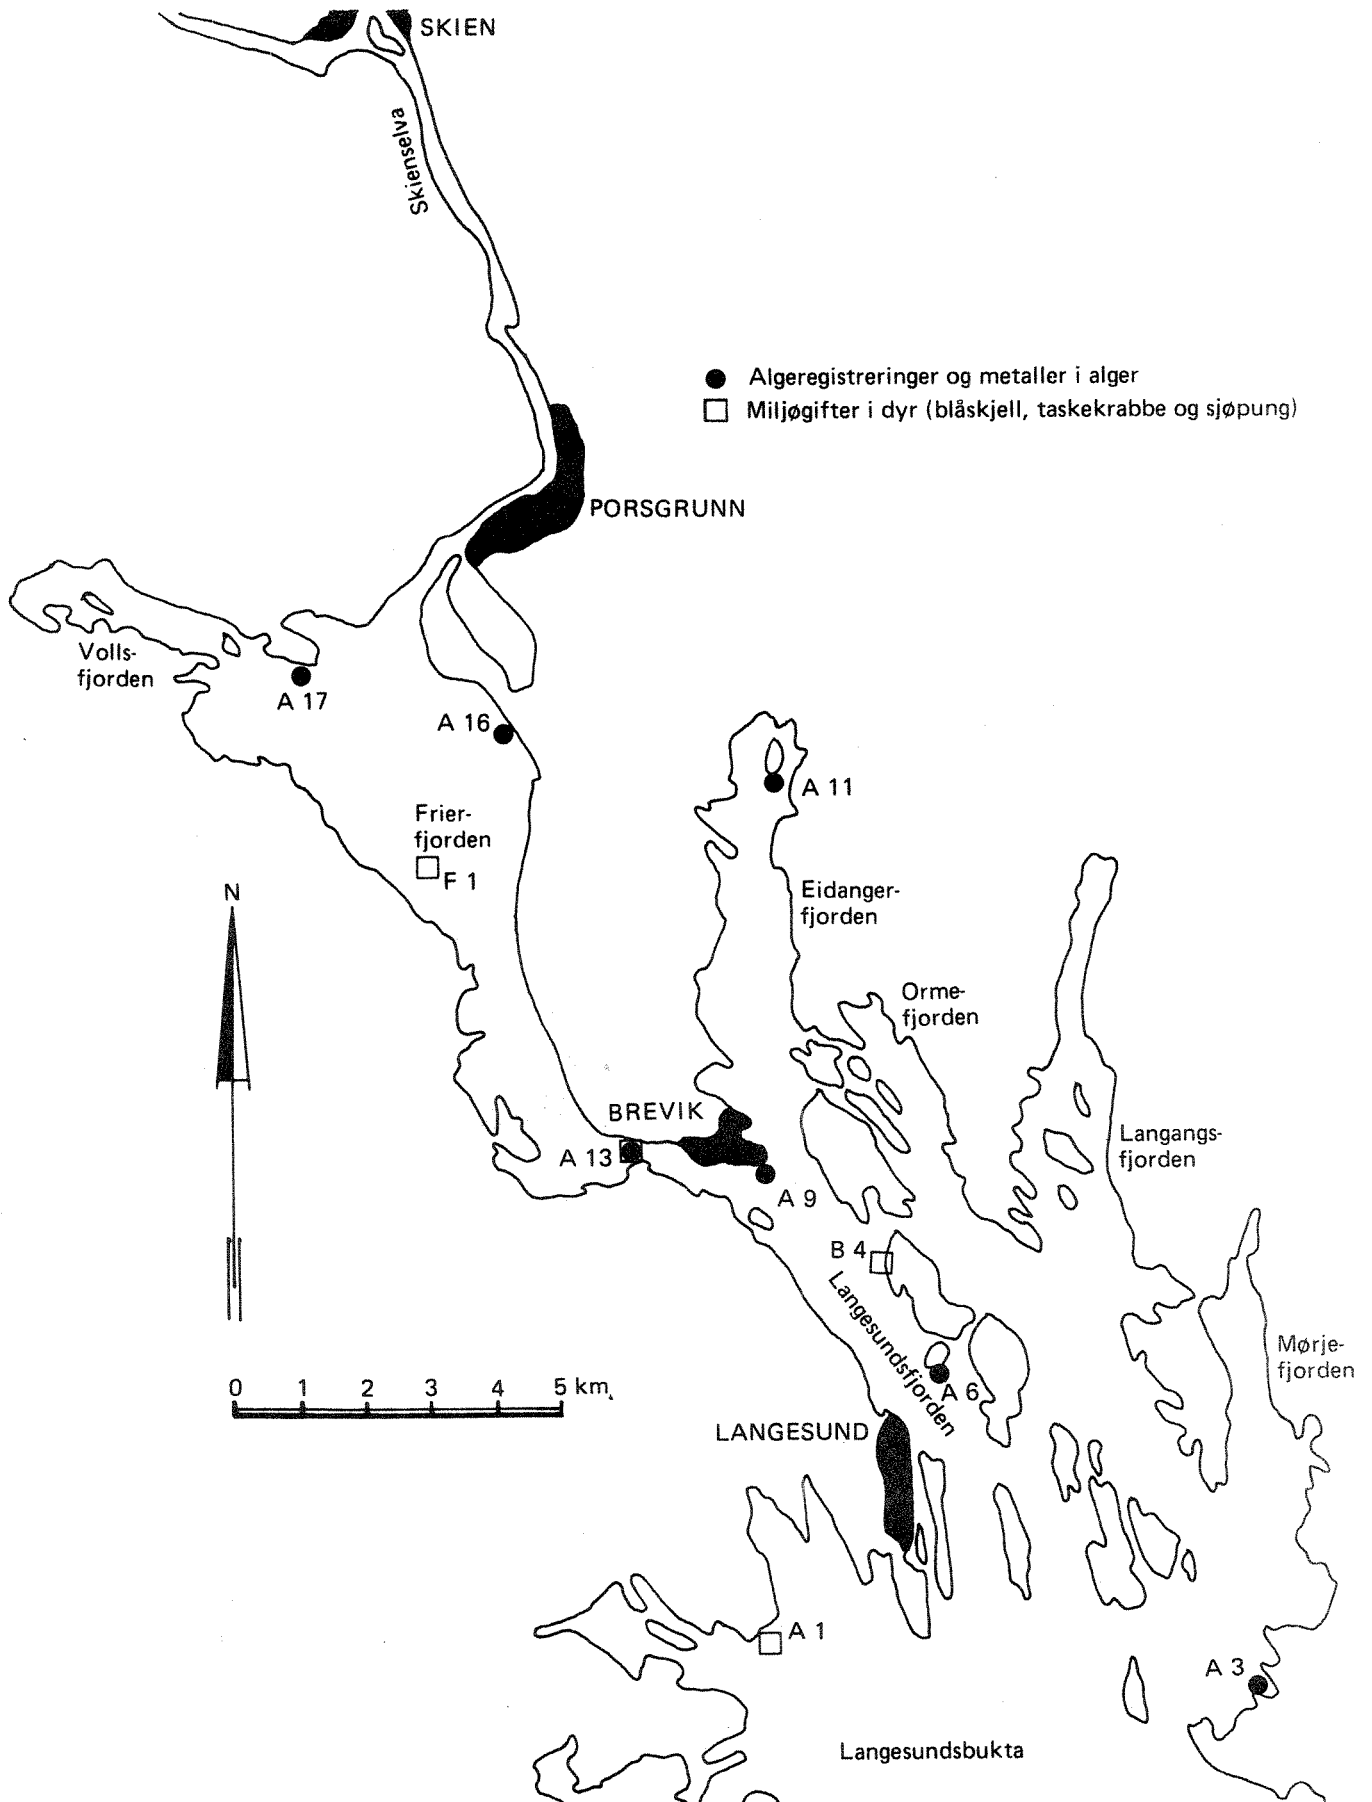 SKIEN
Skienselva
Algeregistreringer og metaller i alger
Miljøgifter i dyr (blåskjell, taskekrabbe og sjøpung)
PORSGRUNN
Volls-
fjorden
A 17
A 16
A 11
Frier-
fjorden
F 1
N
Eidanger-
fjorden
Orme-
fjorden
BREVIK
A 13
A 9
Langangs-
fjorden
B 4
Langesundsfjorden
Mørje-
fjorden
A 6
0 1 2 3 4 5 km
LANGESUND
A 1
A 3
Langesundsbukta